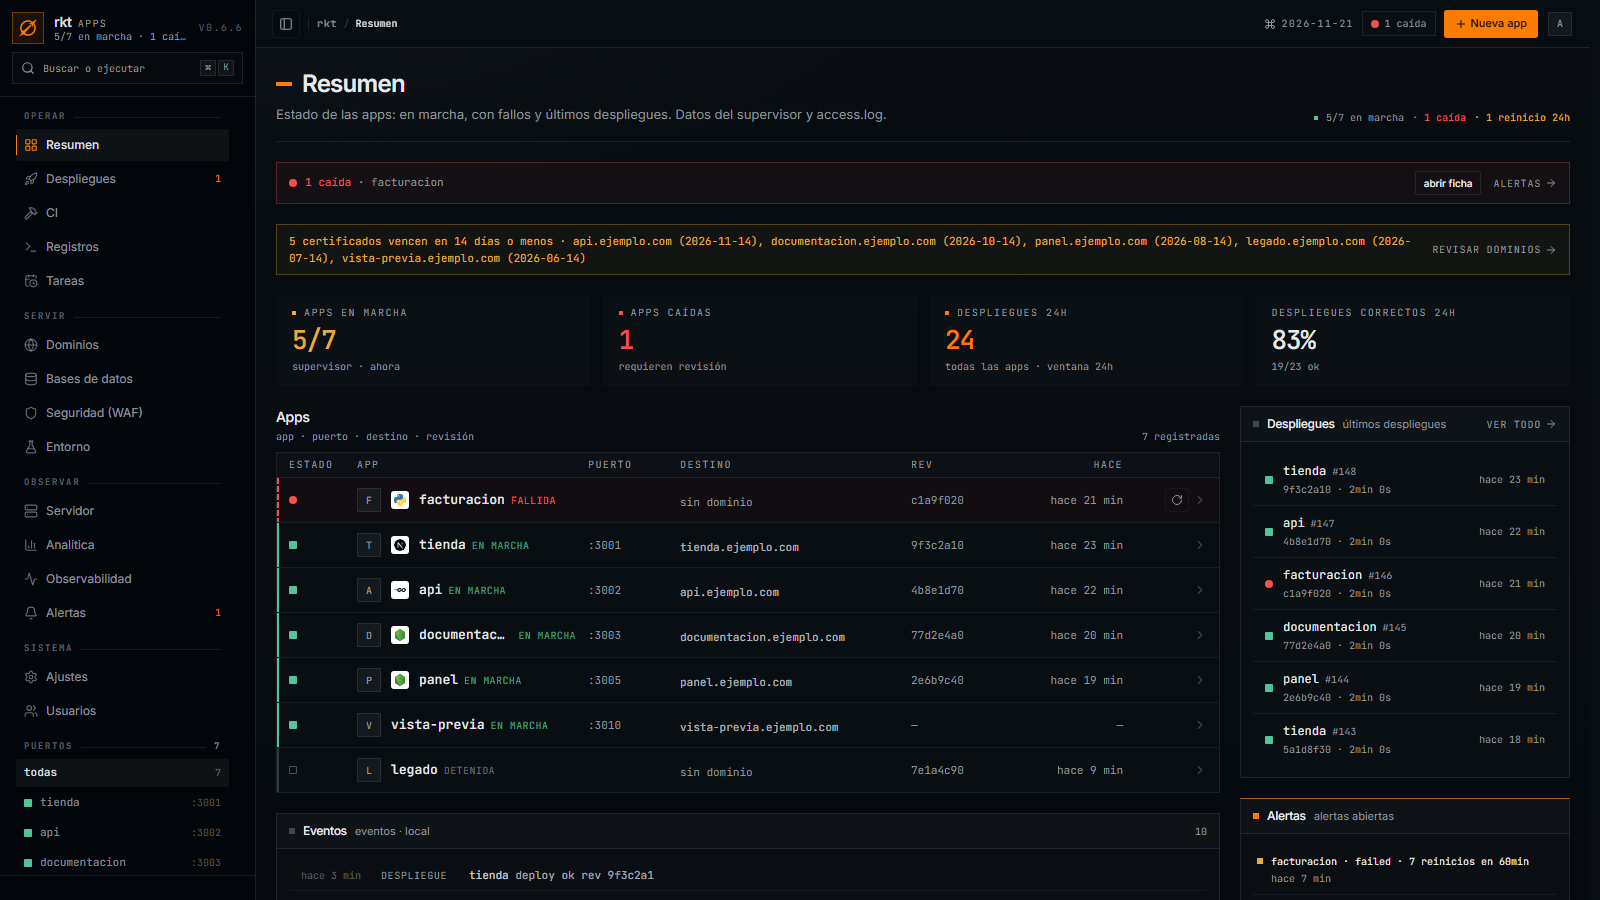 rkt APPS
5/7 en marcha · 1 caí…
v0.6.6
Buscar o ejecutar
⌘ K
OPERAR
Resumen
Despliegues 1
CI
Registros
Tareas
SERVIR
Dominios
Bases de datos
Seguridad (WAF)
Entorno
OBSERVAR
Servidor
Analítica
Observabilidad
Alertas 1
SISTEMA
Ajustes
Usuarios
PUERTOS 7
todas 7
tienda :3001
api :3002
documentacion :3003
rkt / Resumen
⌘ 2026-11-21
1 caída
+ Nueva app
A
Resumen
Estado de las apps: en marcha, con fallos y últimos despliegues. Datos del supervisor y access.log.
5/7 en marcha · 1 caída · 1 reinicio 24h
1 caída · facturacion
abrir ficha
ALERTAS →
5 certificados vencen en 14 días o menos · api.ejemplo.com (2026-11-14), documentacion.ejemplo.com (2026-10-14), panel.ejemplo.com (2026-08-14), legado.ejemplo.com (2026-
07-14), vista-previa.ejemplo.com (2026-06-14)
REVISAR DOMINIOS →
APPS EN MARCHA
5/7
supervisor · ahora
APPS CAÍDAS
1
requieren revisión
DESPLIEGUES 24H
24
todas las apps · ventana 24h
DESPLIEGUES CORRECTOS 24H
83%
19/23 ok
Apps
app · puerto · destino · revisión
7 registradas
ESTADO APP PUERTO DESTINO REV HACE
F facturacion FALLIDA sin dominio c1a9f020 hace 21 min
T tienda EN MARCHA :3001 tienda.ejemplo.com 9f3c2a10 hace 23 min
A api EN MARCHA :3002 api.ejemplo.com 4b8e1d70 hace 22 min
D documentac… EN MARCHA :3003 documentacion.ejemplo.com 77d2e4a0 hace 20 min
P panel EN MARCHA :3005 panel.ejemplo.com 2e6b9c40 hace 19 min
V vista-previa EN MARCHA :3010 vista-previa.ejemplo.com — —
L legado DETENIDA sin dominio 7e1a4c90 hace 9 min
Eventos eventos · local 10
hace 3 min DESPLIEGUE tienda deploy ok rev 9f3c2a1
Despliegues últimos despliegues VER TODO →
tienda #148
9f3c2a10 · 2min 0s
hace 23 min
api #147
4b8e1d70 · 2min 0s
hace 22 min
facturacion #146
c1a9f020 · 2min 0s
hace 21 min
documentacion #145
77d2e4a0 · 2min 0s
hace 20 min
panel #144
2e6b9c40 · 2min 0s
hace 19 min
tienda #143
5a1d8f30 · 2min 0s
hace 18 min
Alertas alertas abiertas
facturacion · failed · 7 reinicios en 60min
hace 7 min